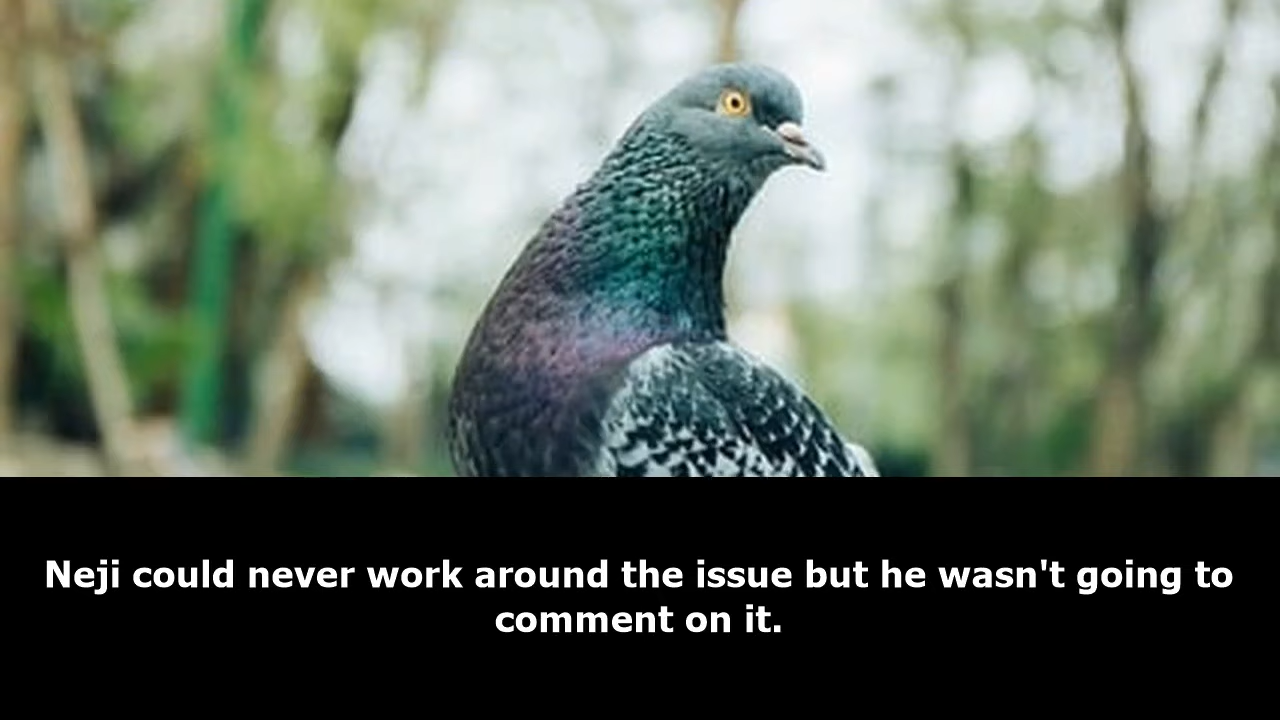 Neji could never work around the issue but he wasn't going to
comment on it.